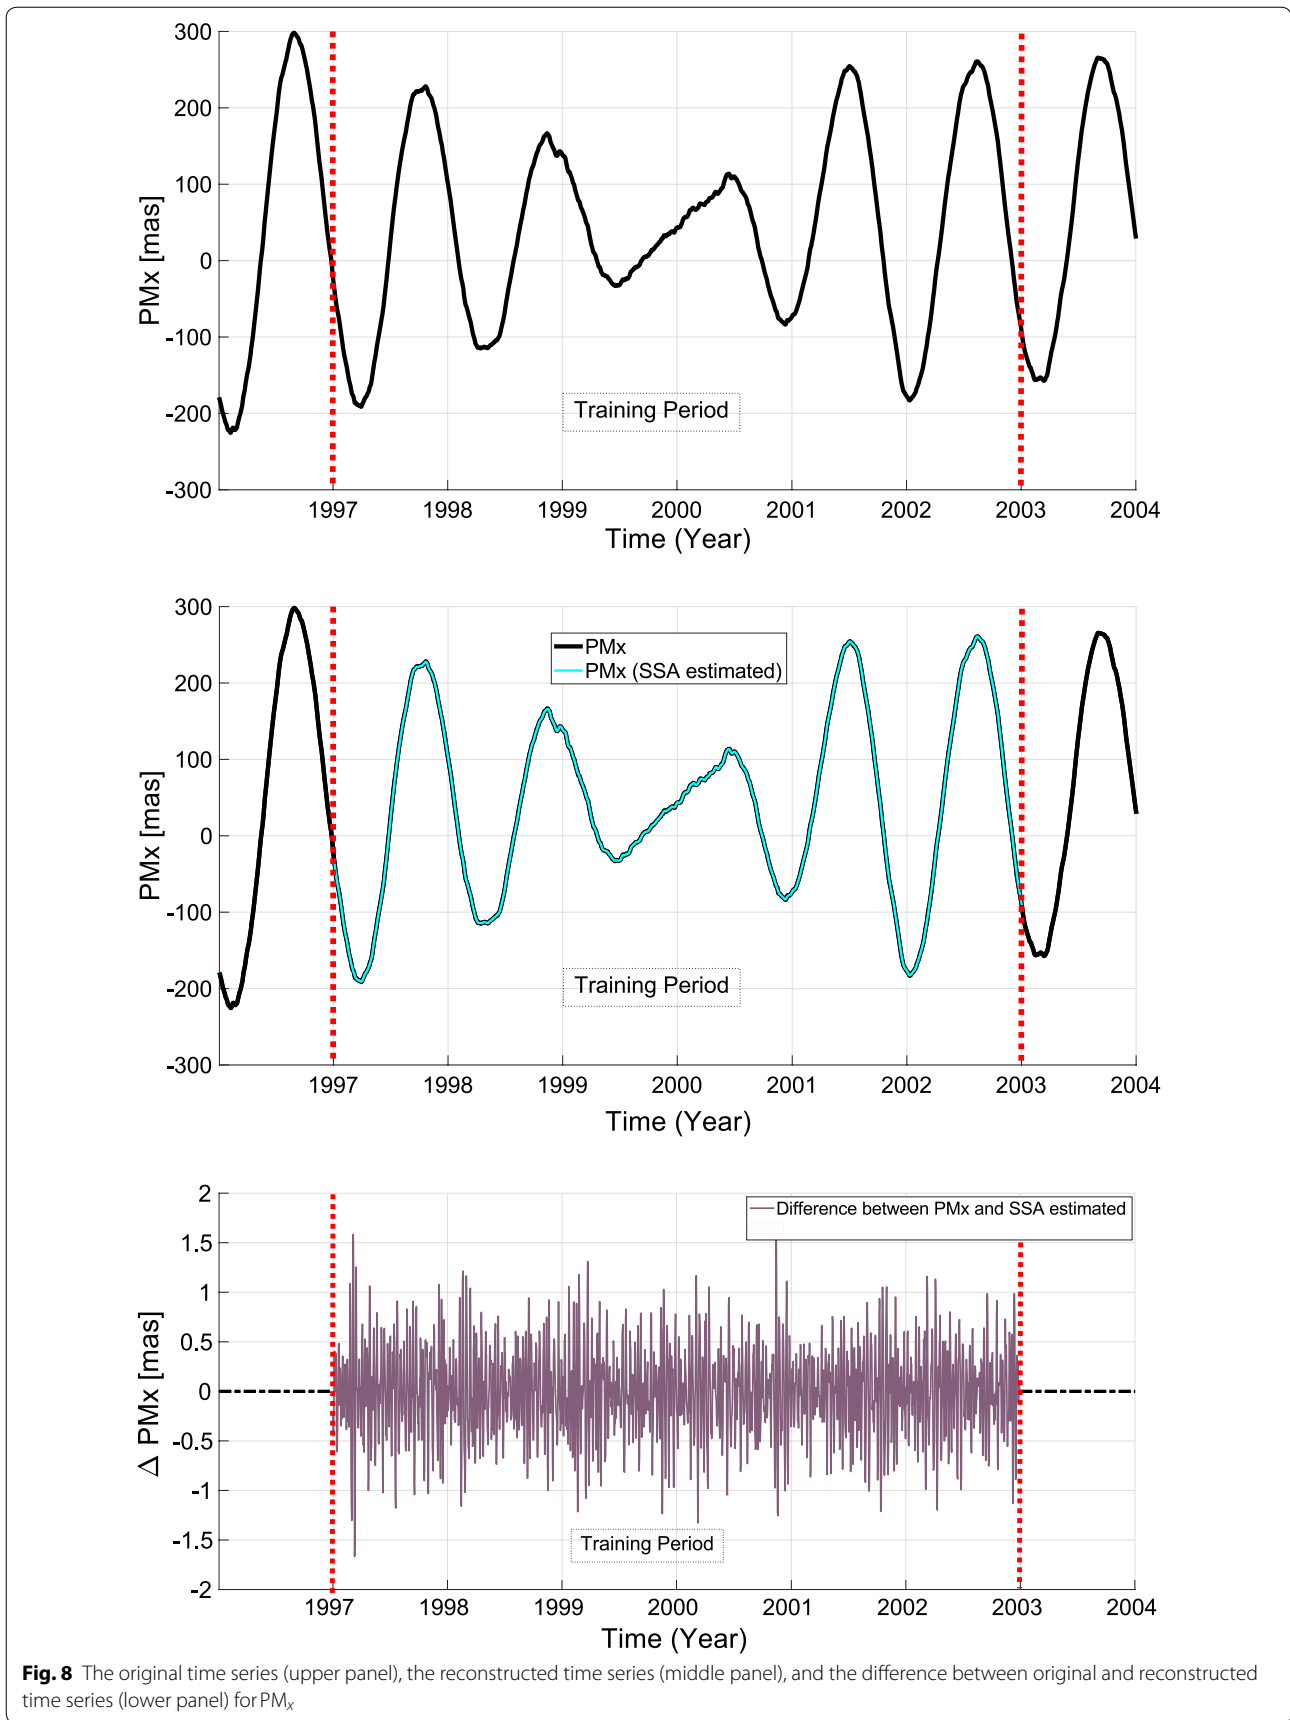 300
200
100
0
-100
-200
-300
PMx [mas]
Training Period
1997 1998 1999 2000 2001 2002 2003 2004
Time (Year)
300
200
100
0
-100
-200
-300
PMx [mas]
PMx
PMx (SSA estimated)
Training Period
1997 1998 1999 2000 2001 2002 2003 2004
Time (Year)
2
1.5
1
0.5
0
-0.5
-1
-1.5
-2
Δ PMx [mas]
Difference between PMx and SSA estimated
Training Period
1997 1998 1999 2000 2001 2002 2003 2004
Time (Year)
Fig. 8 The original time series (upper panel), the reconstructed time series (middle panel), and the difference between original and reconstructed
time series (lower panel) for PMx